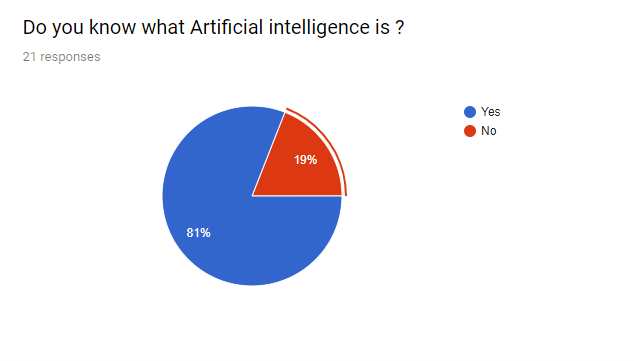 Do you know what Artificial intelligence is ?
21 responses
Yes
No
19%
81%